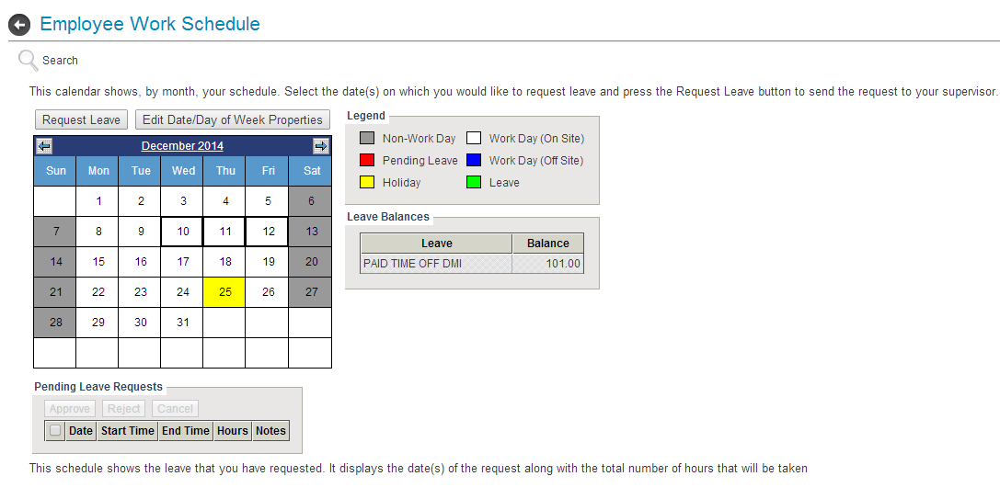 Employee Work Schedule
Search
This calendar shows, by month, your schedule. Select the date(s) on which you would like to request leave and press the Request Leave button to send the request to your supervisor.
Request Leave Edit Date/Day of Week Properties
December 2014
Sun Mon Tue Wed Thu Fri Sat
1 2 3 4 5 6
7 8 9 10 11 12 13
14 15 16 17 18 19 20
21 22 23 24 25 26 27
28 29 30 31
Legend
Non-Work Day Work Day (On Site)
Pending Leave Work Day (Off Site)
Holiday Leave
Leave Balances
Leave Balance
PAID TIME OFF DMI 101.00
Pending Leave Requests
Approve Reject Cancel
Date Start Time End Time Hours Notes
This schedule shows the leave that you have requested. It displays the date(s) of the request along with the total number of hours that will be taken